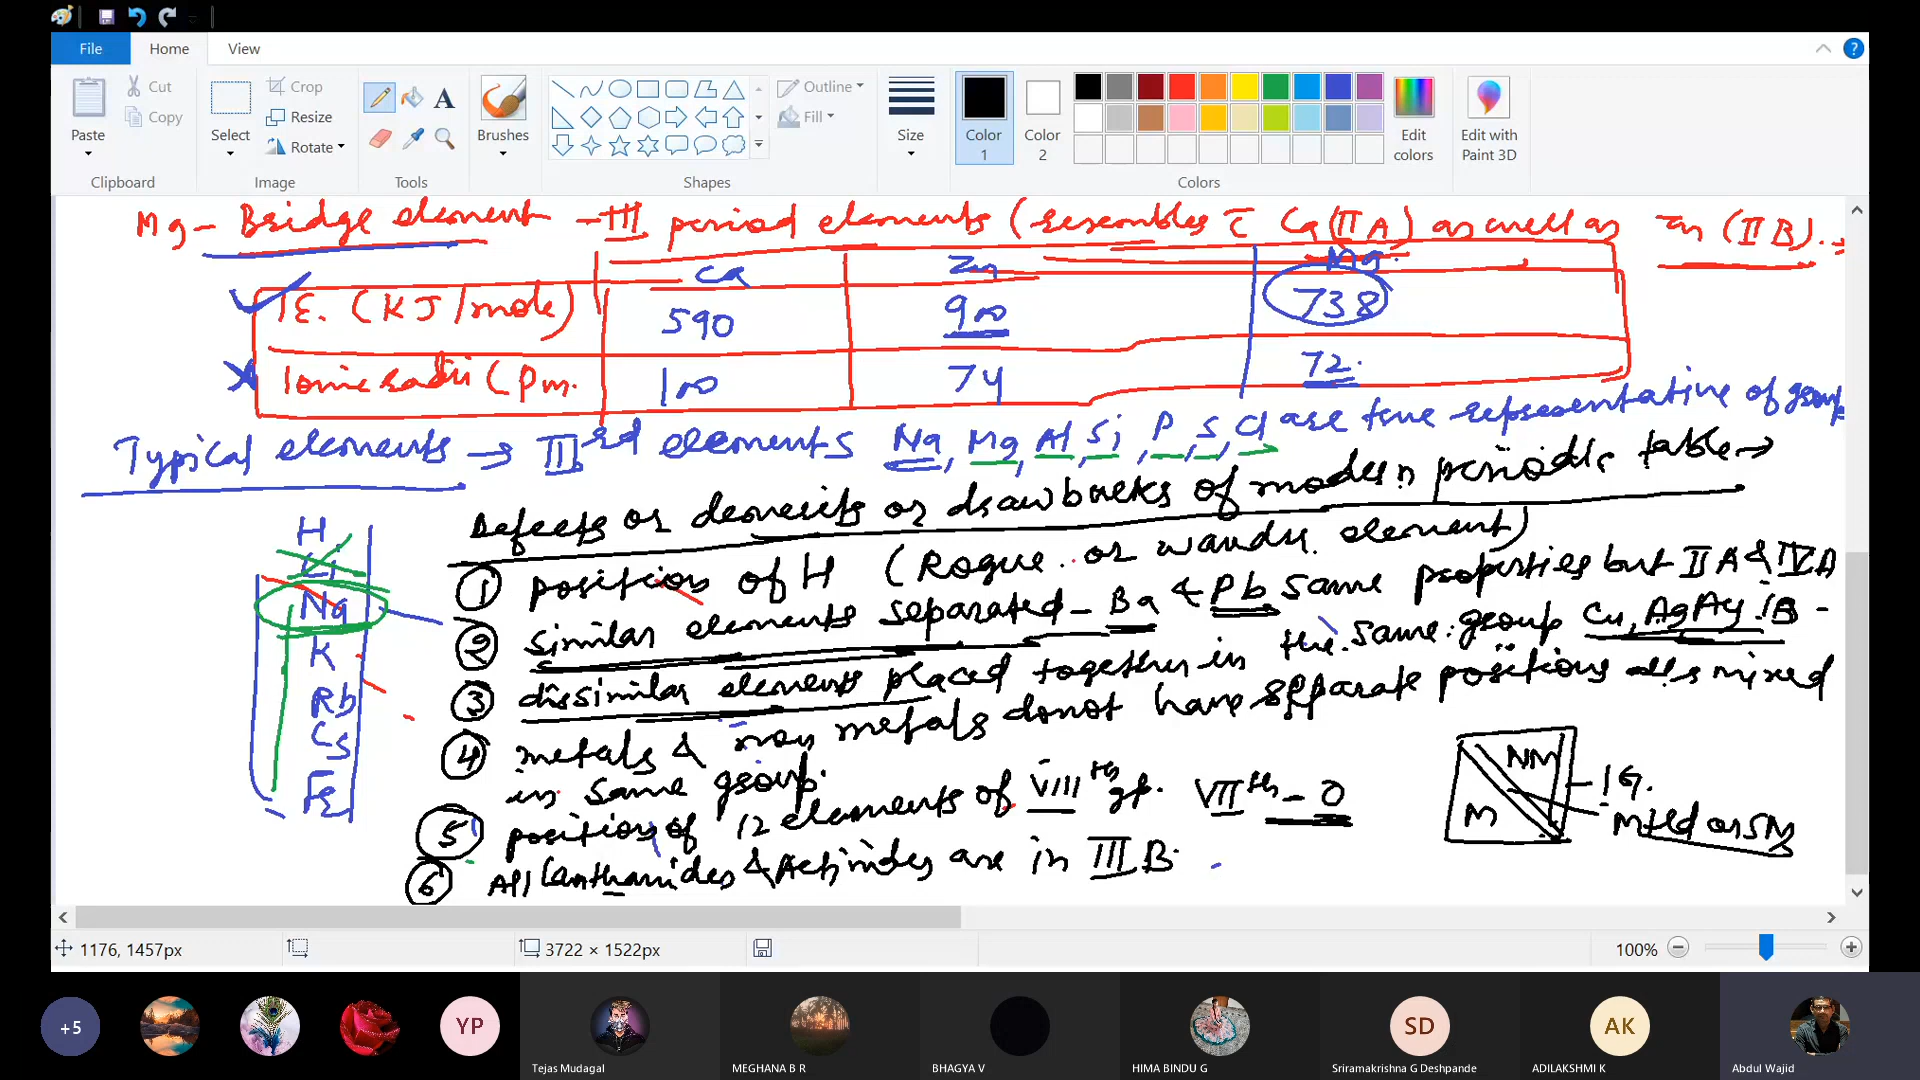 File Home View
Paste Cut Copy Clipboard
Select Crop Resize Rotate Image
Tools
Brushes
Outline Fill Shapes
Size
Color 1 Color 2 Edit colors Edit with Paint 3D Colors
Mg - Bridge element - III period elements (resembles c Ca (II A) as well as Zn (II B).
Ca Zn Mg.
I.E. (KJ/mole) 590 900 738
Ionic radii (Pm. 100 74 72.
Typical elements → III rd elements Na, Mg, Al, Si, P, S, Cl are true representative of group
Defects or demerits or drawbacks of modern periodic table →
① position of H (Rogue or wander element)
② similar elements separated - Ba & Pb same properties but II A & IV A
③ dissimilar elements placed together in the same group Cu, Ag Au IB -
④ metals & non metals donot have separate positions mixed
in same group.
⑤ position of 12 elements of VIII th gp. VII th - 0
⑥ All Lanthanides & Actinides are in III B.
H
Li
Na
K
Rb
Cs
Fr
NM
M
IG.
Mtld or SM
1176, 1457px 3722 × 1522px 100%
+5 YP SD AK
Tejas Mudagal MEGHANA B R BHAGYA V HIMA BINDU G Sriramakrishna G Deshpande ADILAKSHMI K Abdul Wajid